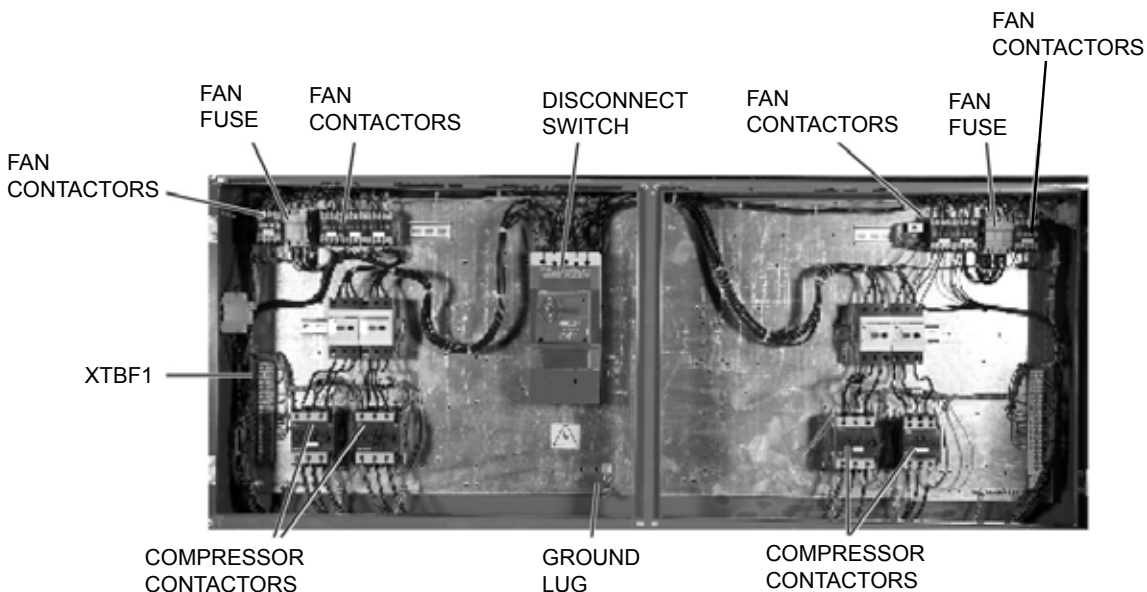 FAN
CONTACTORS
FAN
FUSE
FAN
CONTACTORS
DISCONNECT
SWITCH
FAN
CONTACTORS
FAN
FUSE
FAN
CONTACTORS
XTBF1
COMPRESSOR
CONTACTORS
GROUND
LUG
COMPRESSOR
CONTACTORS